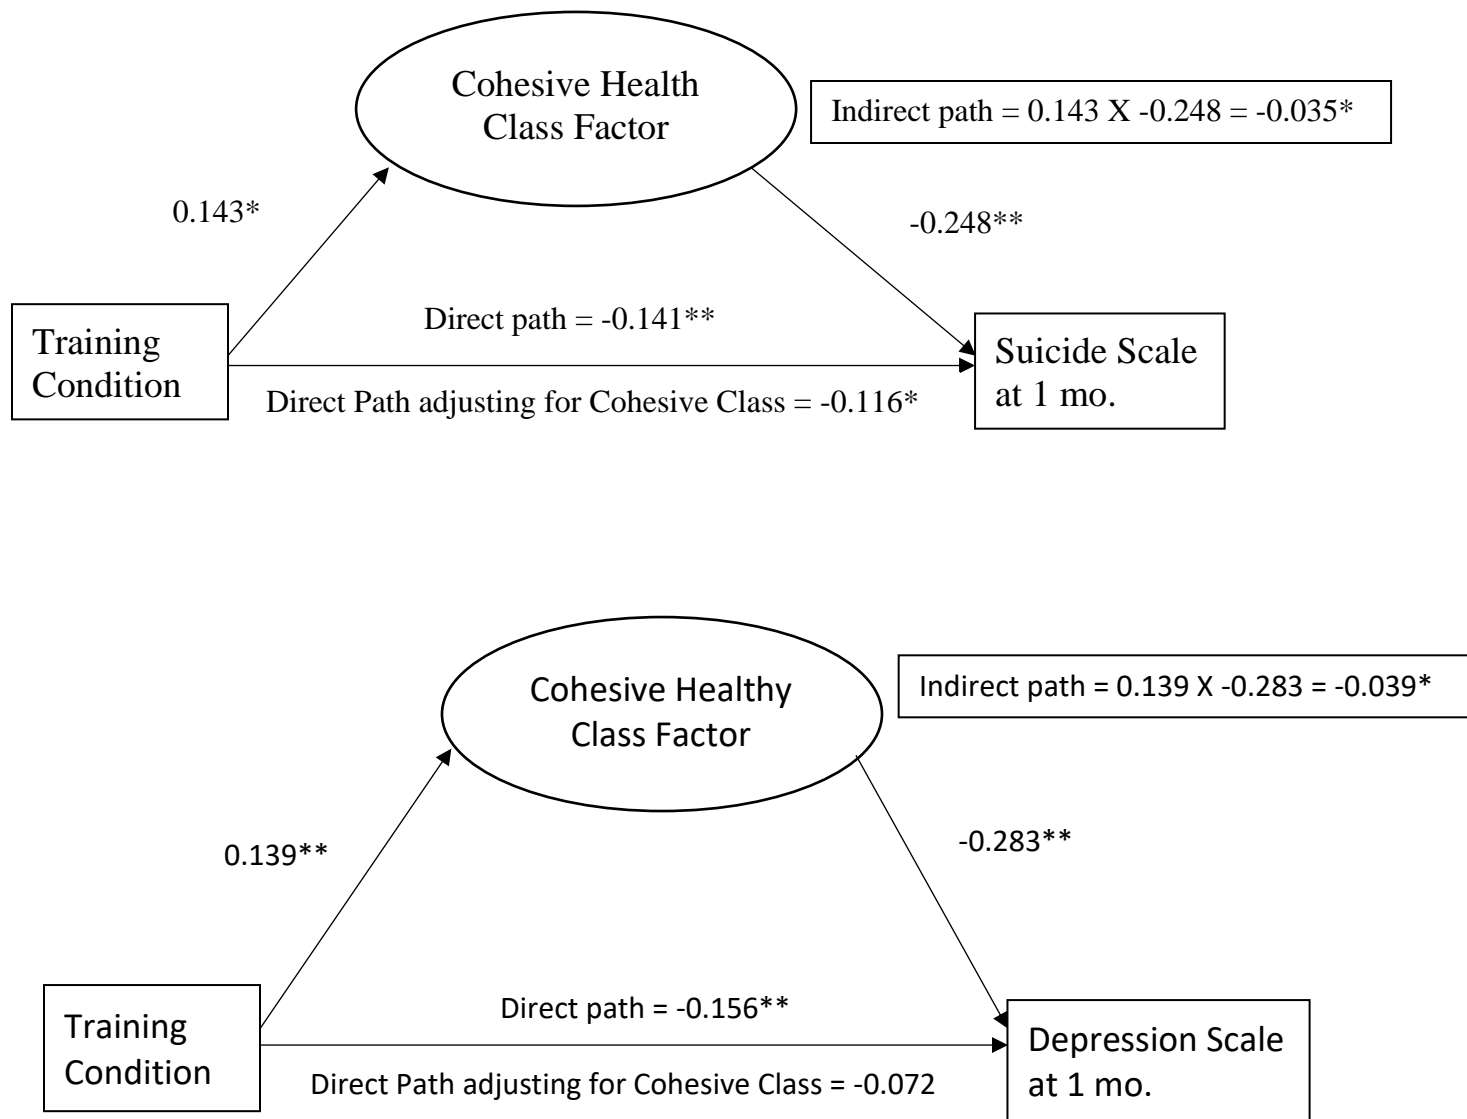 Cohesive Health
Class Factor
Indirect path = 0.143 X -0.248 = -0.035*
0.143*
-0.248**
Direct path = -0.141**
Training
Condition
Suicide Scale
at 1 mo.
Direct Path adjusting for Cohesive Class = -0.116*
Cohesive Healthy
Class Factor
Indirect path = 0.139 X -0.283 = -0.039*
0.139**
-0.283**
Direct path = -0.156**
Training
Condition
Depression Scale
at 1 mo.
Direct Path adjusting for Cohesive Class = -0.072